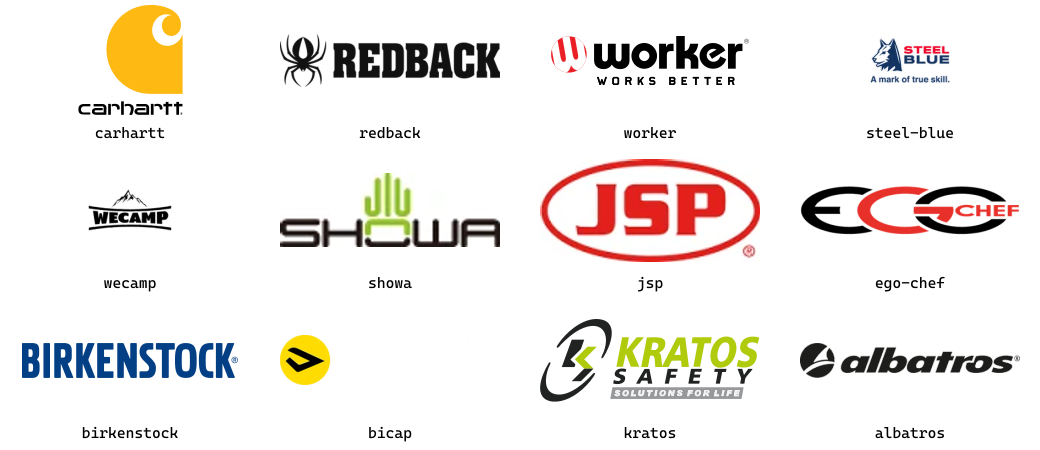 carhartt
REDBACK
worker®
WORKS BETTER
STEEL
BLUE
A mark of true skill.
carhartt
redback
worker
steel-blue
WECAMP
SHOWA
JSP
®
EGO CHEF
wecamp
showa
jsp
ego-chef
BIRKENSTOCK®
KRATOS
SAFETY
SOLUTIONS FOR LIFE
albatros®
birkenstock
bicap
kratos
albatros